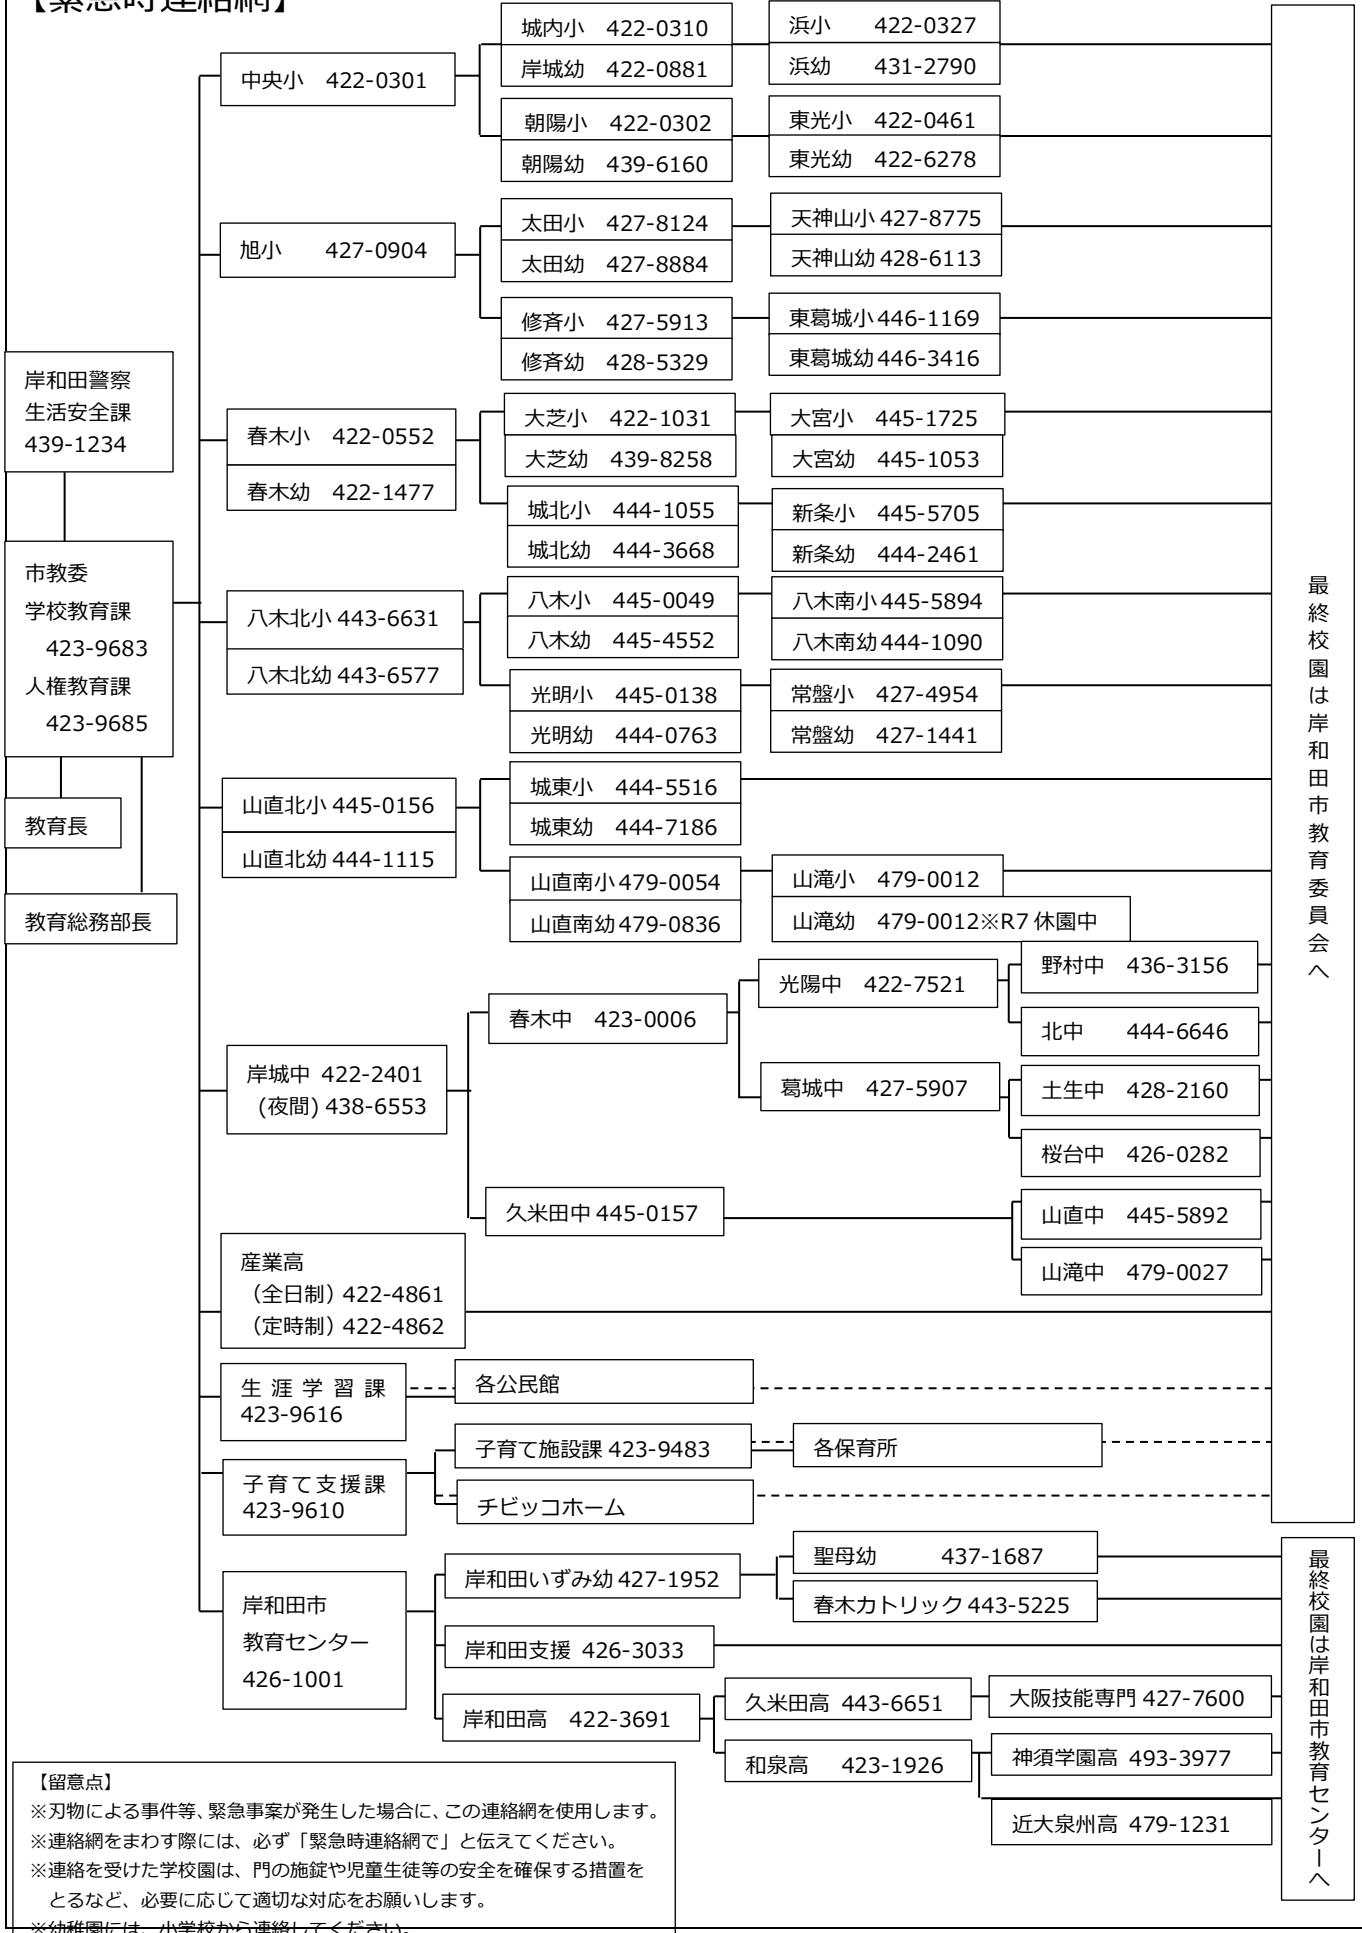 【緊急時連絡網】
城内小 422-0310
岸城幼 422-0881
浜小 422-0327
浜幼 431-2790
中央小 422-0301
朝陽小 422-0302
朝陽幼 439-6160
東光小 422-0461
東光幼 422-6278
旭小 427-0904
太田小 427-8124
太田幼 427-8884
天神山小 427-8775
天神山幼 428-6113
修斉小 427-5913
修斉幼 428-5329
東葛城小 446-1169
東葛城幼 446-3416
岸和田警察
生活安全課
439-1234
春木小 422-0552
春木幼 422-1477
大芝小 422-1031
大芝幼 439-8258
大宮小 445-1725
大宮幼 445-1053
城北小 444-1055
城北幼 444-3668
新条小 445-5705
新条幼 444-2461
市教委
学校教育課
423-9683
人権教育課
423-9685
八木北小 443-6631
八木北幼 443-6577
八木小 445-0049
八木幼 445-4552
八木南小 445-5894
八木南幼 444-1090
光明小 445-0138
光明幼 444-0763
常盤小 427-4954
常盤幼 427-1441
教育長
教育総務部長
山直北小 445-0156
山直北幼 444-1115
城東小 444-5516
城東幼 444-7186
山直南小 479-0054
山直南幼 479-0836
山滝小 479-0012
山滝幼 479-0012※R7 休園中
岸城中 422-2401
(夜間) 438-6553
春木中 423-0006
光陽中 422-7521
野村中 436-3156
北中 444-6646
葛城中 427-5907
土生中 428-2160
桜台中 426-0282
久米田中 445-0157
山直中 445-5892
山滝中 479-0027
産業高
（全日制）422-4861
（定時制）422-4862
生涯学習課
423-9616
各公民館
子育て支援課
423-9610
子育て施設課 423-9483
各保育所
チビッコホーム
最終校園は岸和田市教育委員会へ
岸和田市
教育センター
426-1001
岸和田いずみ幼 427-1952
聖母幼 437-1687
春木カトリック 443-5225
岸和田支援 426-3033
岸和田高 422-3691
久米田高 443-6651
大阪技能専門 427-7600
和泉高 423-1926
神須学園高 493-3977
近大泉州高 479-1231
最終校園は岸和田市教育センターへ
【留意点】
※刃物による事件等、緊急事案が発生した場合に、この連絡網を使用します。
※連絡網をまわす際には、必ず「緊急時連絡網で」と伝えてください。
※連絡を受けた学校園は、門の施錠や児童生徒等の安全を確保する措置を
とるなど、必要に応じて適切な対応をお願いします。
※幼稚園には、小学校から連絡してください。